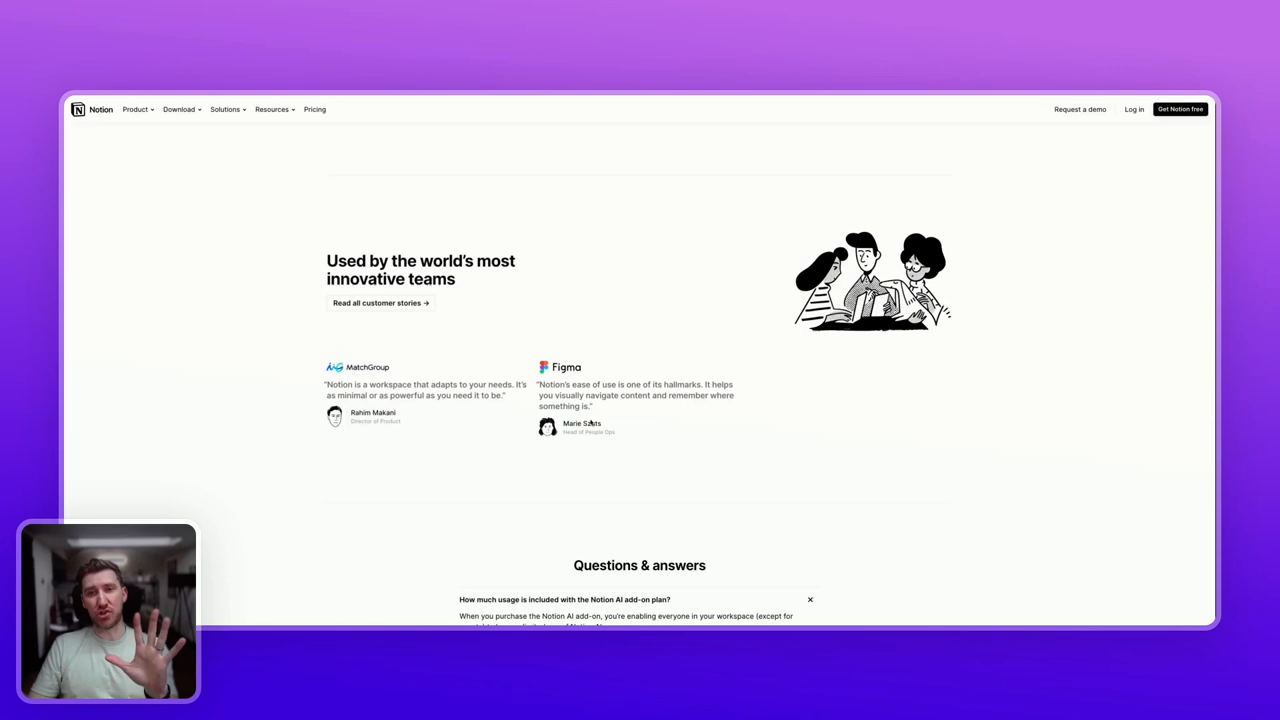 Notion Product Download Solutions Resources Pricing Request a demo Log in Get Notion free
Used by the world’s most
innovative teams
Read all customer stories →
MatchGroup
“Notion is a workspace that adapts to your needs. It’s
as minimal or as powerful as you need it to be.”
Rahim Makani
Director of Product
Figma
“Notion’s ease of use is one of its hallmarks. It helps
you visually navigate content and remember where
something is.”
Marie Szuts
Head of People Ops
Questions & answers
How much usage is included with the Notion AI add-on plan?
When you purchase the Notion AI add-on, you’re enabling everyone in your workspace (except for